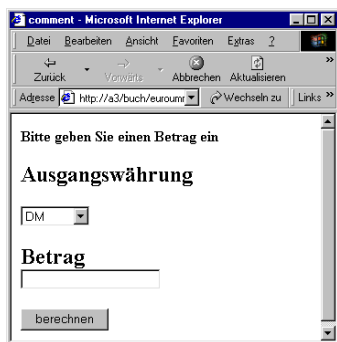 comment - Microsoft Internet Explorer
Datei Bearbeiten Ansicht Favoriten Extras ?
Zurück Vorwärts Abbrechen Aktualisieren »
Adresse http://a3/buch/euroumr Wechseln zu Links »
Bitte geben Sie einen Betrag ein
Ausgangswährung
DM
Betrag
berechnen